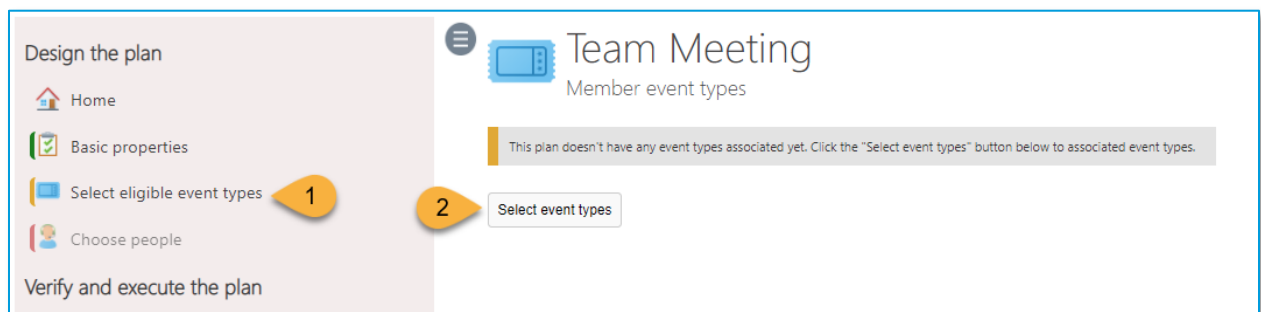 Design the plan
Home
Basic properties
Select eligible event types
1
Choose people
Verify and execute the plan
Team Meeting
Member event types
This plan doesn't have any event types associated yet. Click the "Select event types" button below to associated event types.
2
Select event types